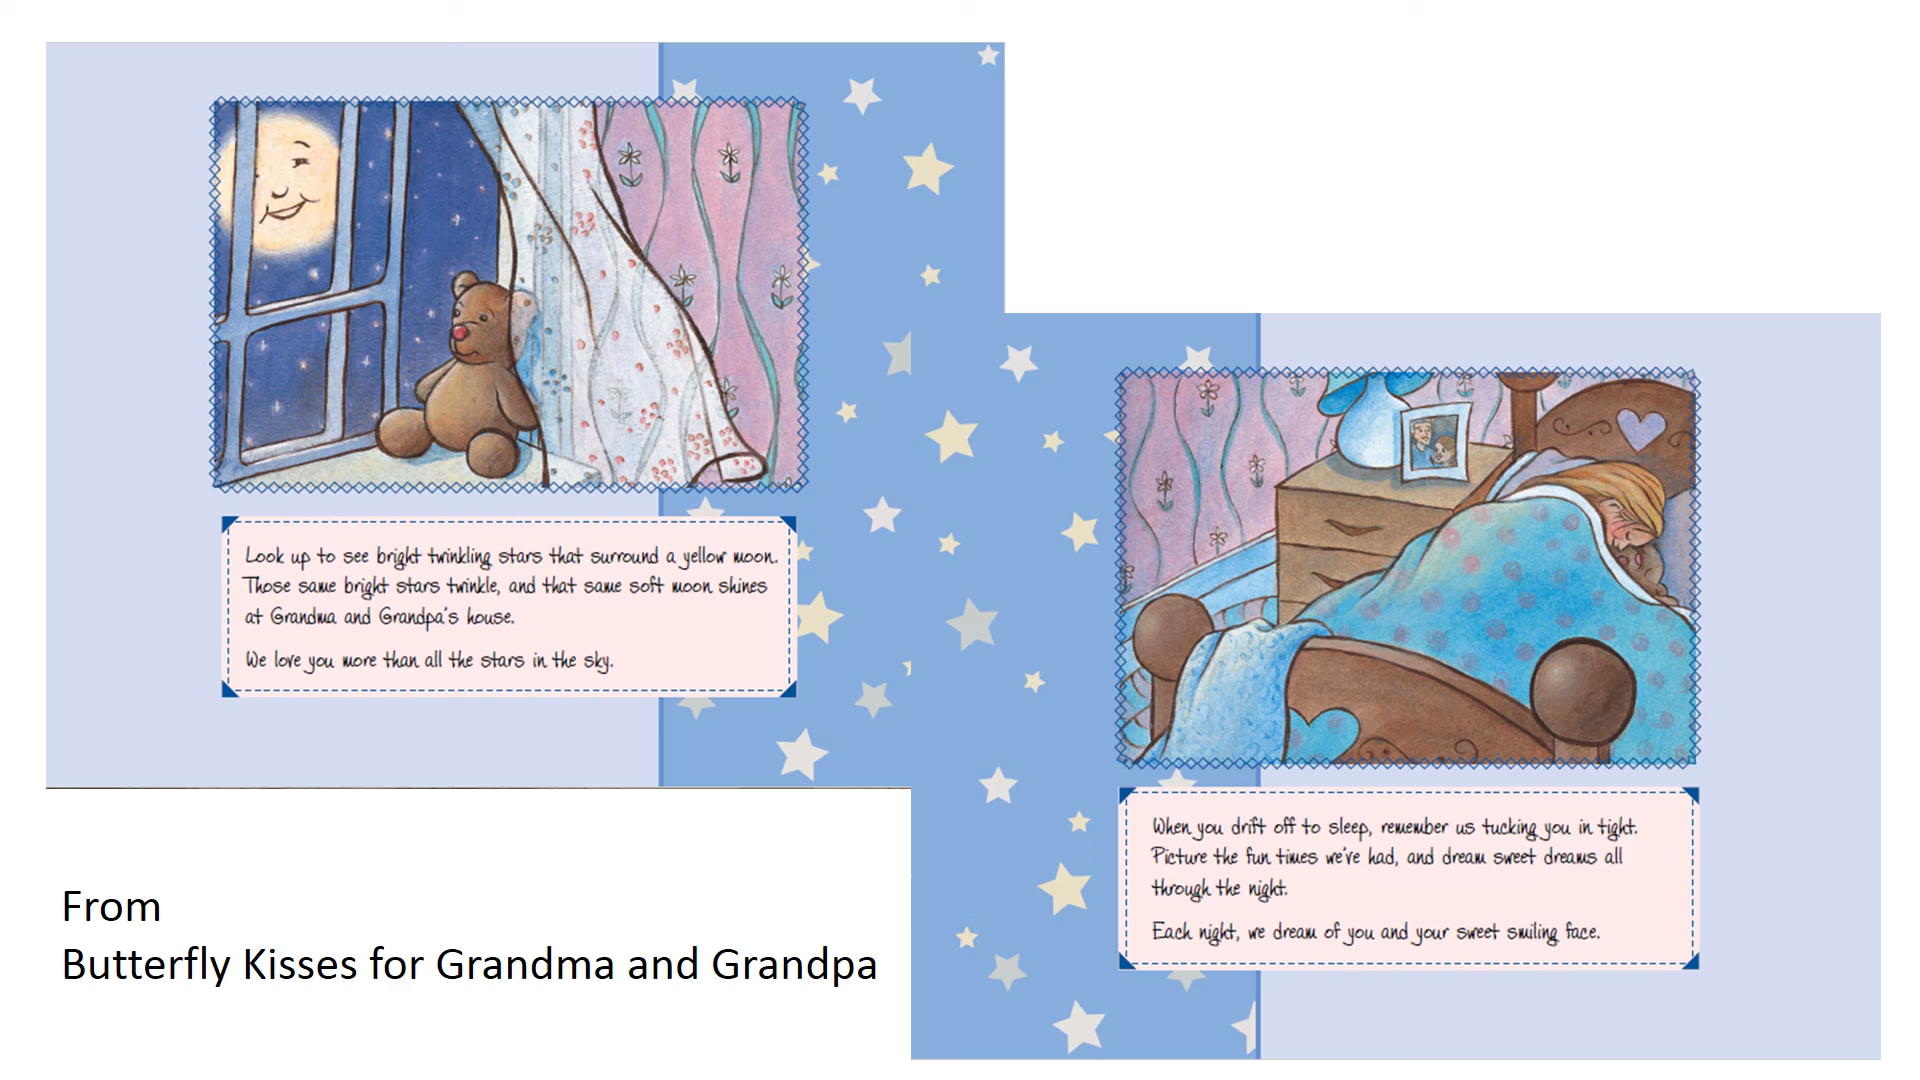 Look up to see bright twinkling stars that surround a yellow moon.
Those same bright stars twinkle, and that same soft moon shines
at Grandma and Grandpa's house.
We love you more than all the stars in the sky.
When you drift off to sleep, remember us tucking you in tight.
Picture the fun times we've had, and dream sweet dreams all
through the night.
Each night, we dream of you and your sweet smiling face.
From
Butterfly Kisses for Grandma and Grandpa